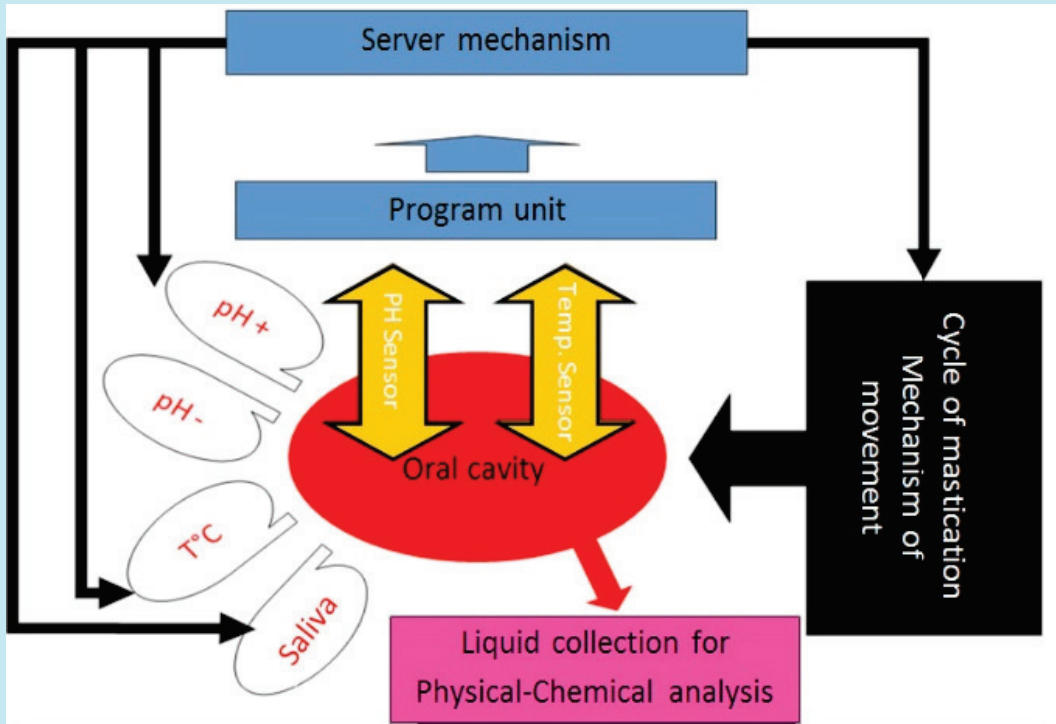 Server mechanism
Program unit
pH +
pH -
T°C
Saliva
PH Sensor
Temp. Sensor
Oral cavity
Cycle of mastication
Mechanism of
movement
Liquid collection for
Physical-Chemical analysis